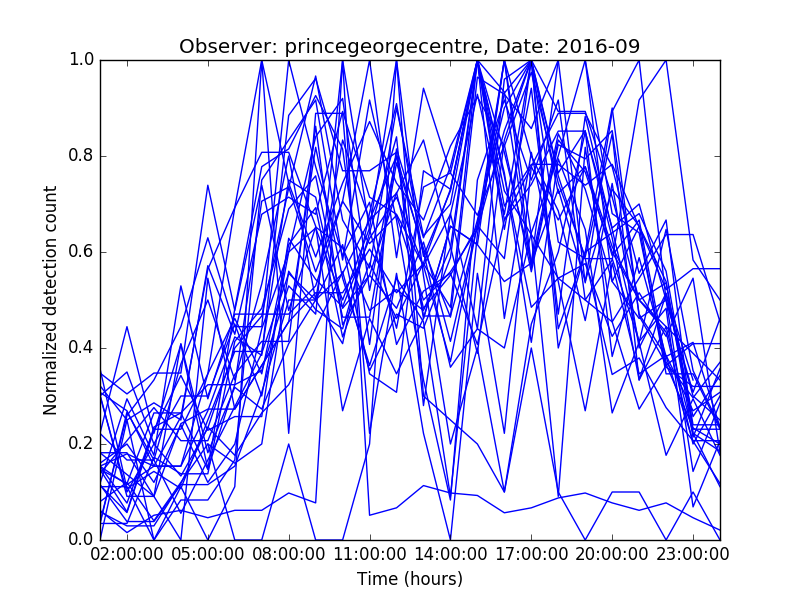 Observer: princegeorgecentre, Date: 2016-09
1.0
0.8
0.6
0.4
0.2
0.0
Normalized detection count
02:00:00 05:00:00 08:00:00 11:00:00 14:00:00 17:00:00 20:00:00 23:00:00
Time (hours)